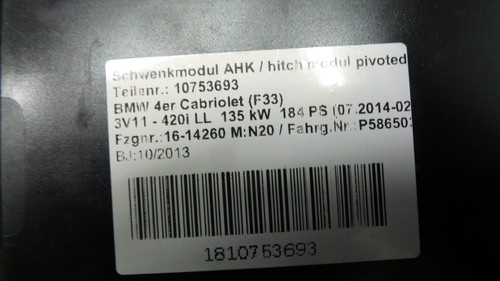 Schwenkmodul AHK / hitch modul pivoted
Teilenr.: 10753693
BMW 4er Cabriolet (F33)
3V11 - 420i LL 135 kW 184 PS (07.2014-02
Fzgnr.:16-14260 M:N20 / Fahrg.Nr.:P586503
BJ:10/2013
1810753693